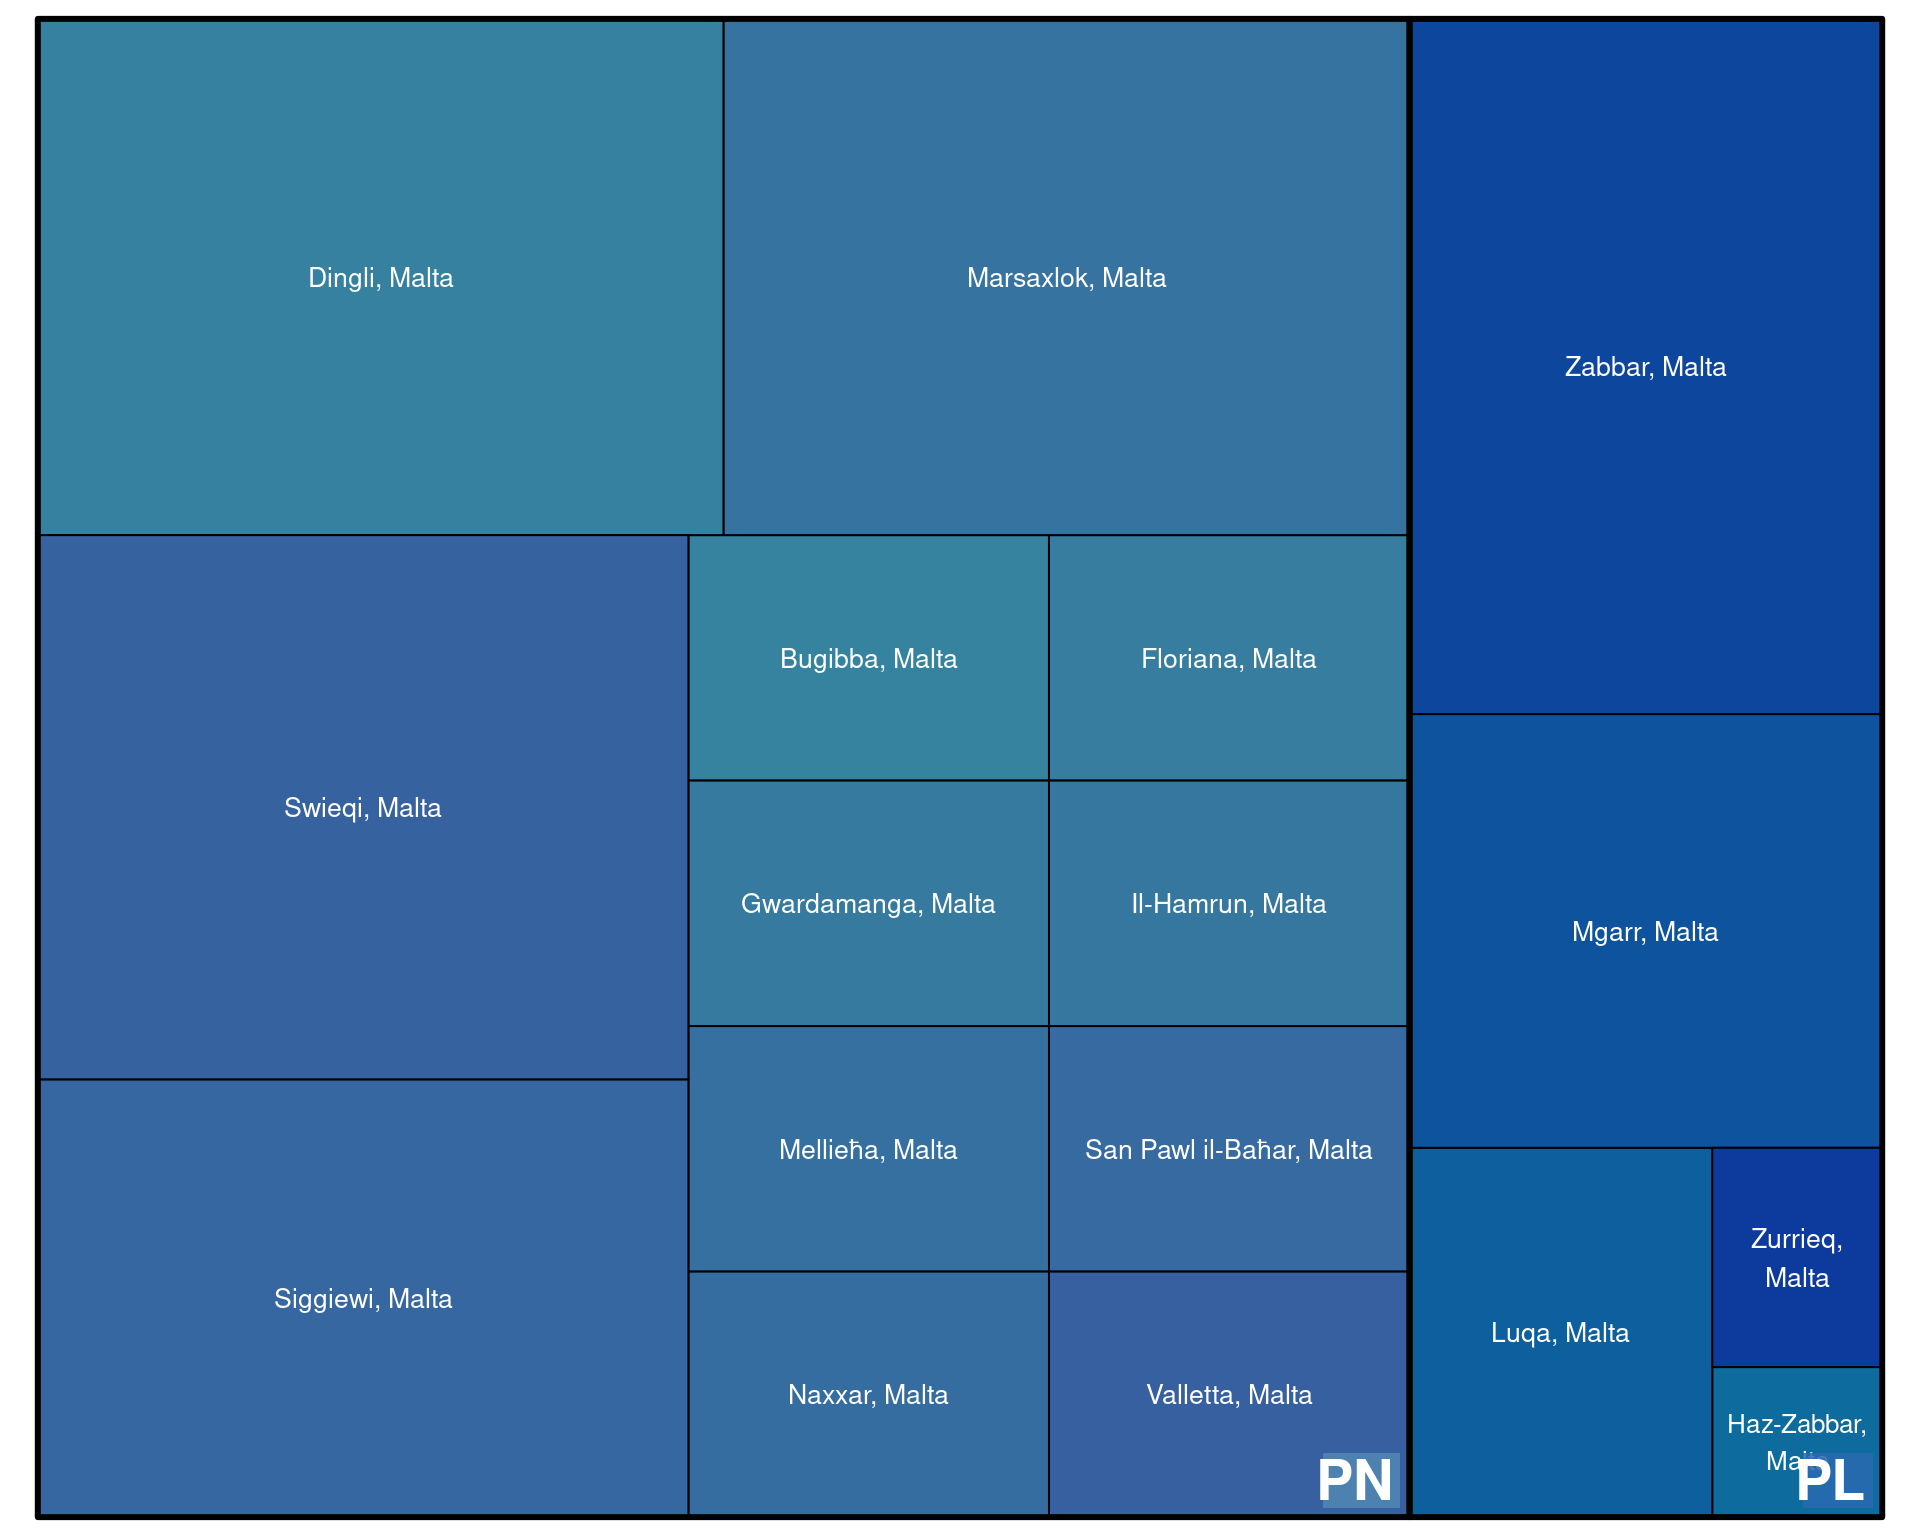 Dingli, Malta
Marsaxlok, Malta
Zabbar, Malta
Swieqi, Malta
Bugibba, Malta
Floriana, Malta
Gwardamanga, Malta
Il-Hamrun, Malta
Mgarr, Malta
Mellieħa, Malta
San Pawl il-Baħar, Malta
Siggiewi, Malta
Naxxar, Malta
Valletta, Malta
Luqa, Malta
Zurrieq,
Malta
Haz-Zabbar,
Malta
PN
PL